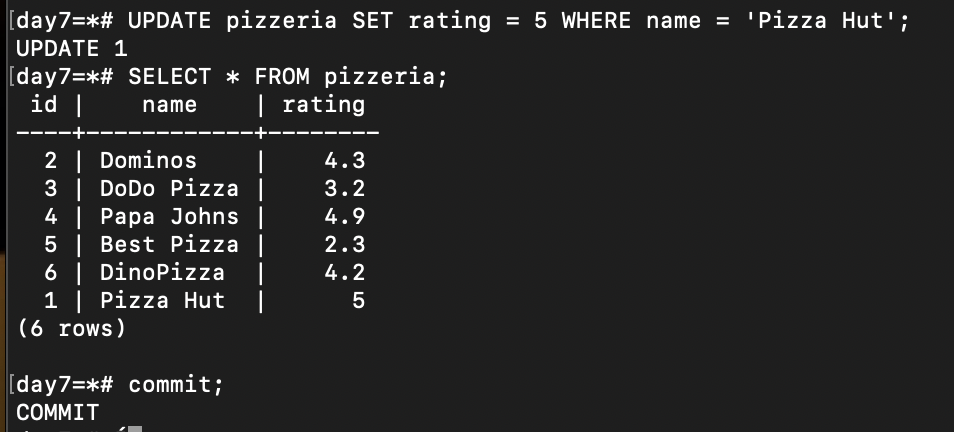 [day7=*# UPDATE pizzeria SET rating = 5 WHERE name = 'Pizza Hut';
UPDATE 1
[day7=*# SELECT * FROM pizzeria;
 id |    name    | rating
----+------------+--------
  2 | Dominos    |    4.3
  3 | DoDo Pizza |    3.2
  4 | Papa Johns |    4.9
  5 | Best Pizza |    2.3
  6 | DinoPizza  |    4.2
  1 | Pizza Hut  |      5
(6 rows)

[day7=*# commit;
COMMIT